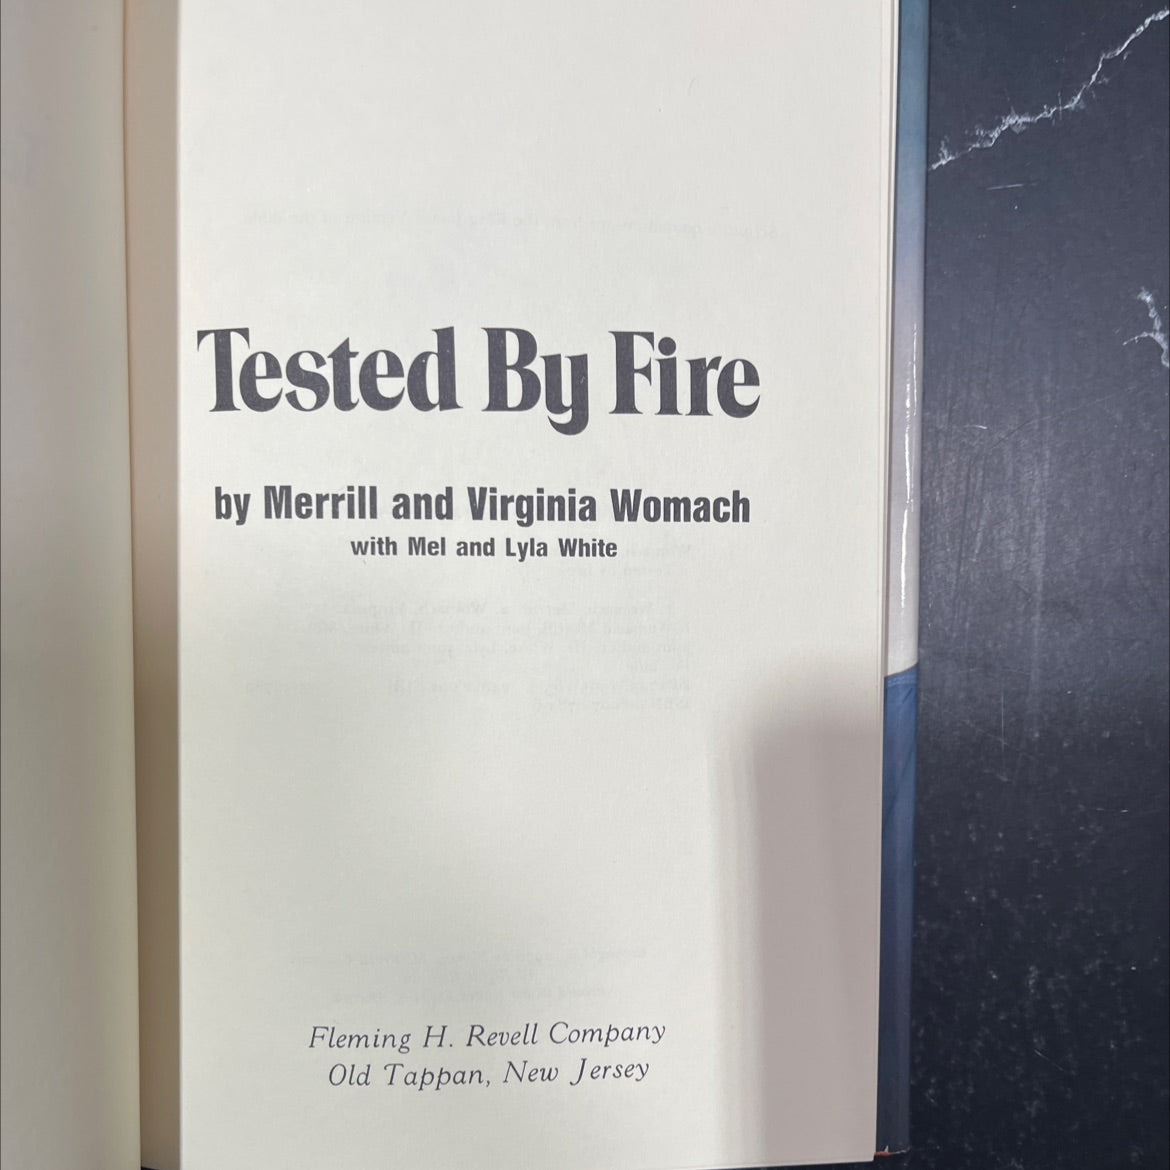 Tested By Fire
by Merrill and Virginia Womach
with Mel and Lyla White
Fleming H. Revell Company
Old Tappan, New Jersey